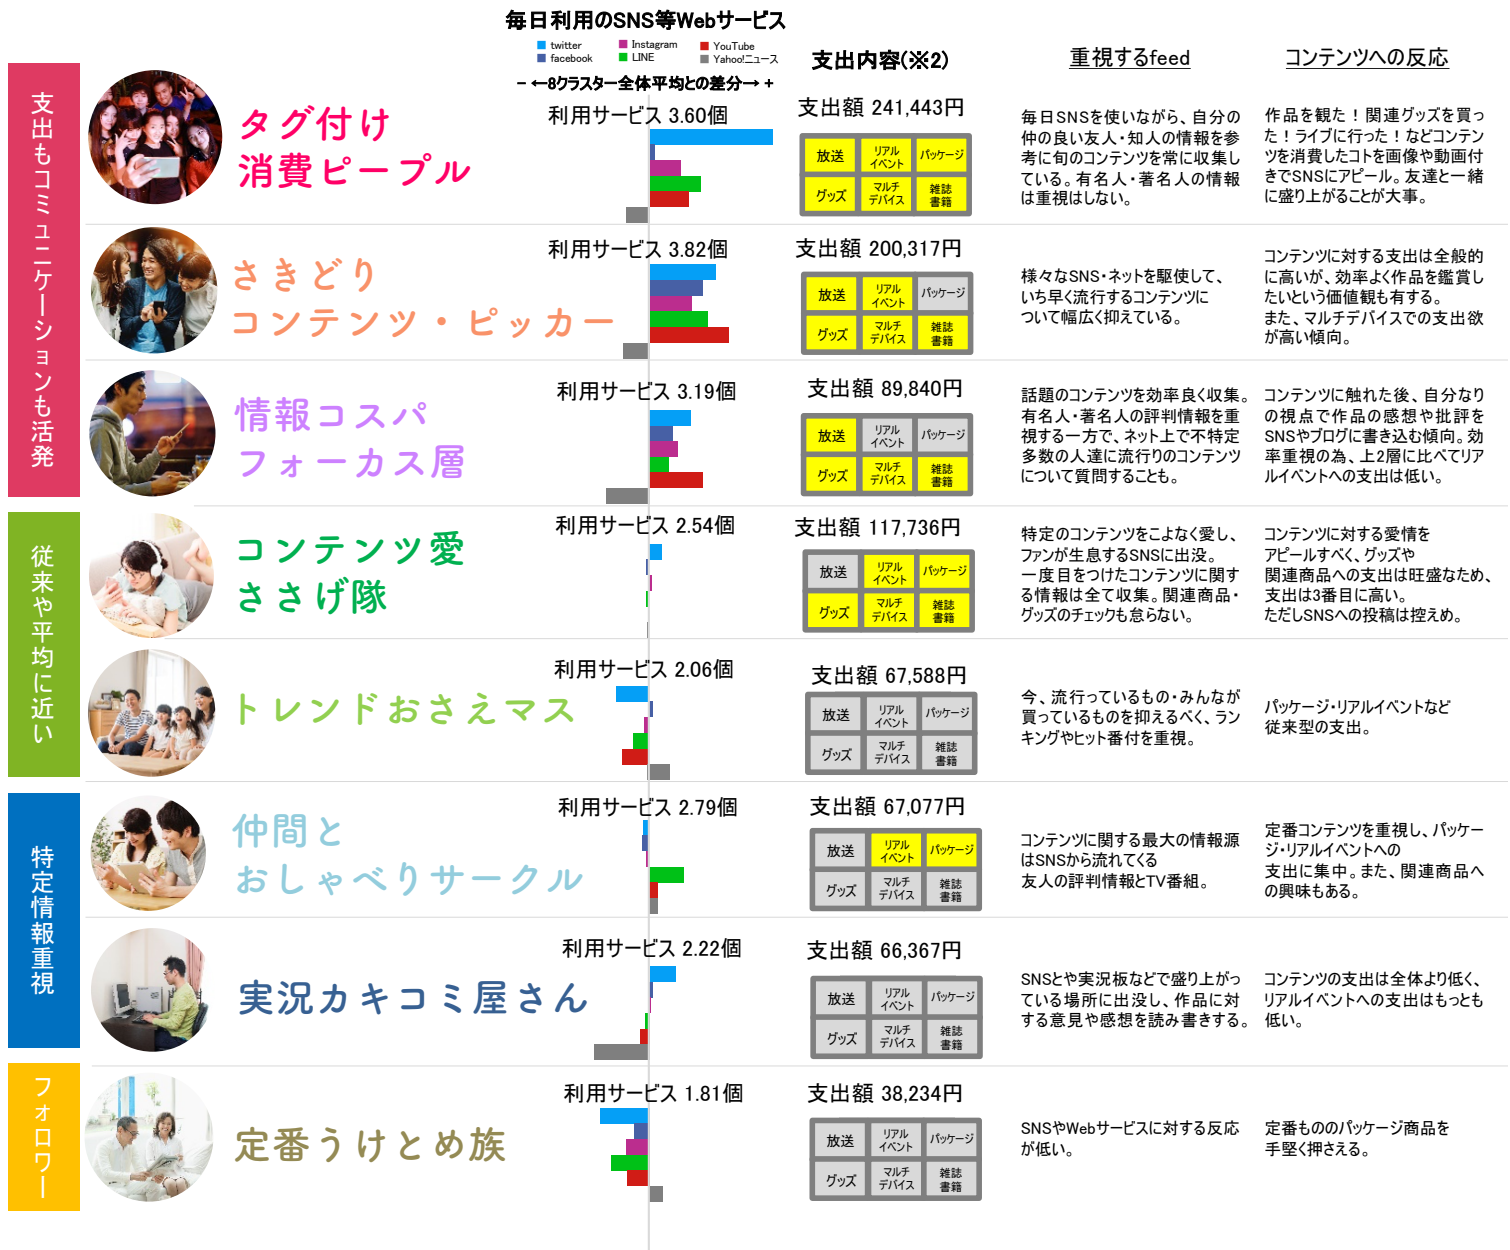 毎日利用のSNS等Webサービス
twitter
Instagram
YouTube
facebook
LINE
Yahoo!ニュース
－ ←8クラスター全体平均との差分→ ＋
支出内容(※2)
重視するfeed
コンテンツへの反応
支出もコミュニケーションも活発
タグ付け
消費ピープル
利用サービス 3.60個
支出額 241,443円
放送
リアル
イベント
パッケージ
グッズ
マルチ
デバイス
雑誌
書籍
毎日SNSを使いながら、自分の
仲の良い友人・知人の情報を参
考に旬のコンテンツを常に収集し
ている。有名人・著名人の情報
は重視はしない。
作品を観た！関連グッズを買っ
た！ライブに行った！などコンテン
ツを消費したコトを画像や動画付
きでSNSにアピール。友達と一緒
に盛り上がることが大事。
さきどり
コンテンツ・ピッカー
利用サービス 3.82個
支出額 200,317円
放送
リアル
イベント
パッケージ
グッズ
マルチ
デバイス
雑誌
書籍
様々なSNS・ネットを駆使して、
いち早く流行するコンテンツに
ついて幅広く抑えている。
コンテンツに対する支出は全般的
に高いが、効率よく作品を鑑賞し
たいという価値観も有する。
また、マルチデバイスでの支出欲
が高い傾向。
情報コスパ
フォーカス層
利用サービス 3.19個
支出額 89,840円
放送
リアル
イベント
パッケージ
グッズ
マルチ
デバイス
雑誌
書籍
話題のコンテンツを効率良く収集。
有名人・著名人の評判情報を重
視する一方で、ネット上で不特定
多数の人達に流行りのコンテンツ
について質問することも。
コンテンツに触れた後、自分なり
の視点で作品の感想や批評を
SNSやブログに書き込む傾向。効
率重視の為、上2層に比べてリア
ルイベントへの支出は低い。
従来や平均に近い
コンテンツ愛
ささげ隊
利用サービス 2.54個
支出額 117,736円
放送
リアル
イベント
パッケージ
グッズ
マルチ
デバイス
雑誌
書籍
特定のコンテンツをこよなく愛し、
ファンが生息するSNSに出没。
一度目をつけたコンテンツに関す
る情報は全て収集。関連商品・
グッズのチェックも怠らない。
コンテンツに対する愛情を
アピールすべく、グッズや
関連商品への支出は旺盛なため、
支出は3番目に高い。
ただしSNSへの投稿は控えめ。
トレンドおさえマス
利用サービス 2.06個
支出額 67,588円
放送
リアル
イベント
パッケージ
グッズ
マルチ
デバイス
雑誌
書籍
今、流行っているもの・みんなが
買っているものを抑えるべく、ラン
キングやヒット番付を重視。
パッケージ・リアルイベントなど
従来型の支出。
特定情報重視
仲間と
おしゃべりサークル
利用サービス 2.79個
支出額 67,077円
放送
リアル
イベント
パッケージ
グッズ
マルチ
デバイス
雑誌
書籍
コンテンツに関する最大の情報源
はSNSから流れてくる
友人の評判情報とTV番組。
定番コンテンツを重視し、パッケー
ジ・リアルイベントへの
支出に集中。また、関連商品へ
の興味もある。
実況カキコミ屋さん
利用サービス 2.22個
支出額 66,367円
放送
リアル
イベント
パッケージ
グッズ
マルチ
デバイス
雑誌
書籍
SNSとや実況板などで盛り上がっ
ている場所に出没し、作品に対
する意見や感想を読み書きする。
コンテンツの支出は全体より低く、
リアルイベントへの支出はもっとも
低い。
フォロワー
定番うけとめ族
利用サービス 1.81個
支出額 38,234円
放送
リアル
イベント
パッケージ
グッズ
マルチ
デバイス
雑誌
書籍
SNSやWebサービスに対する反応
が低い。
定番もののパッケージ商品を
手堅く押さえる。